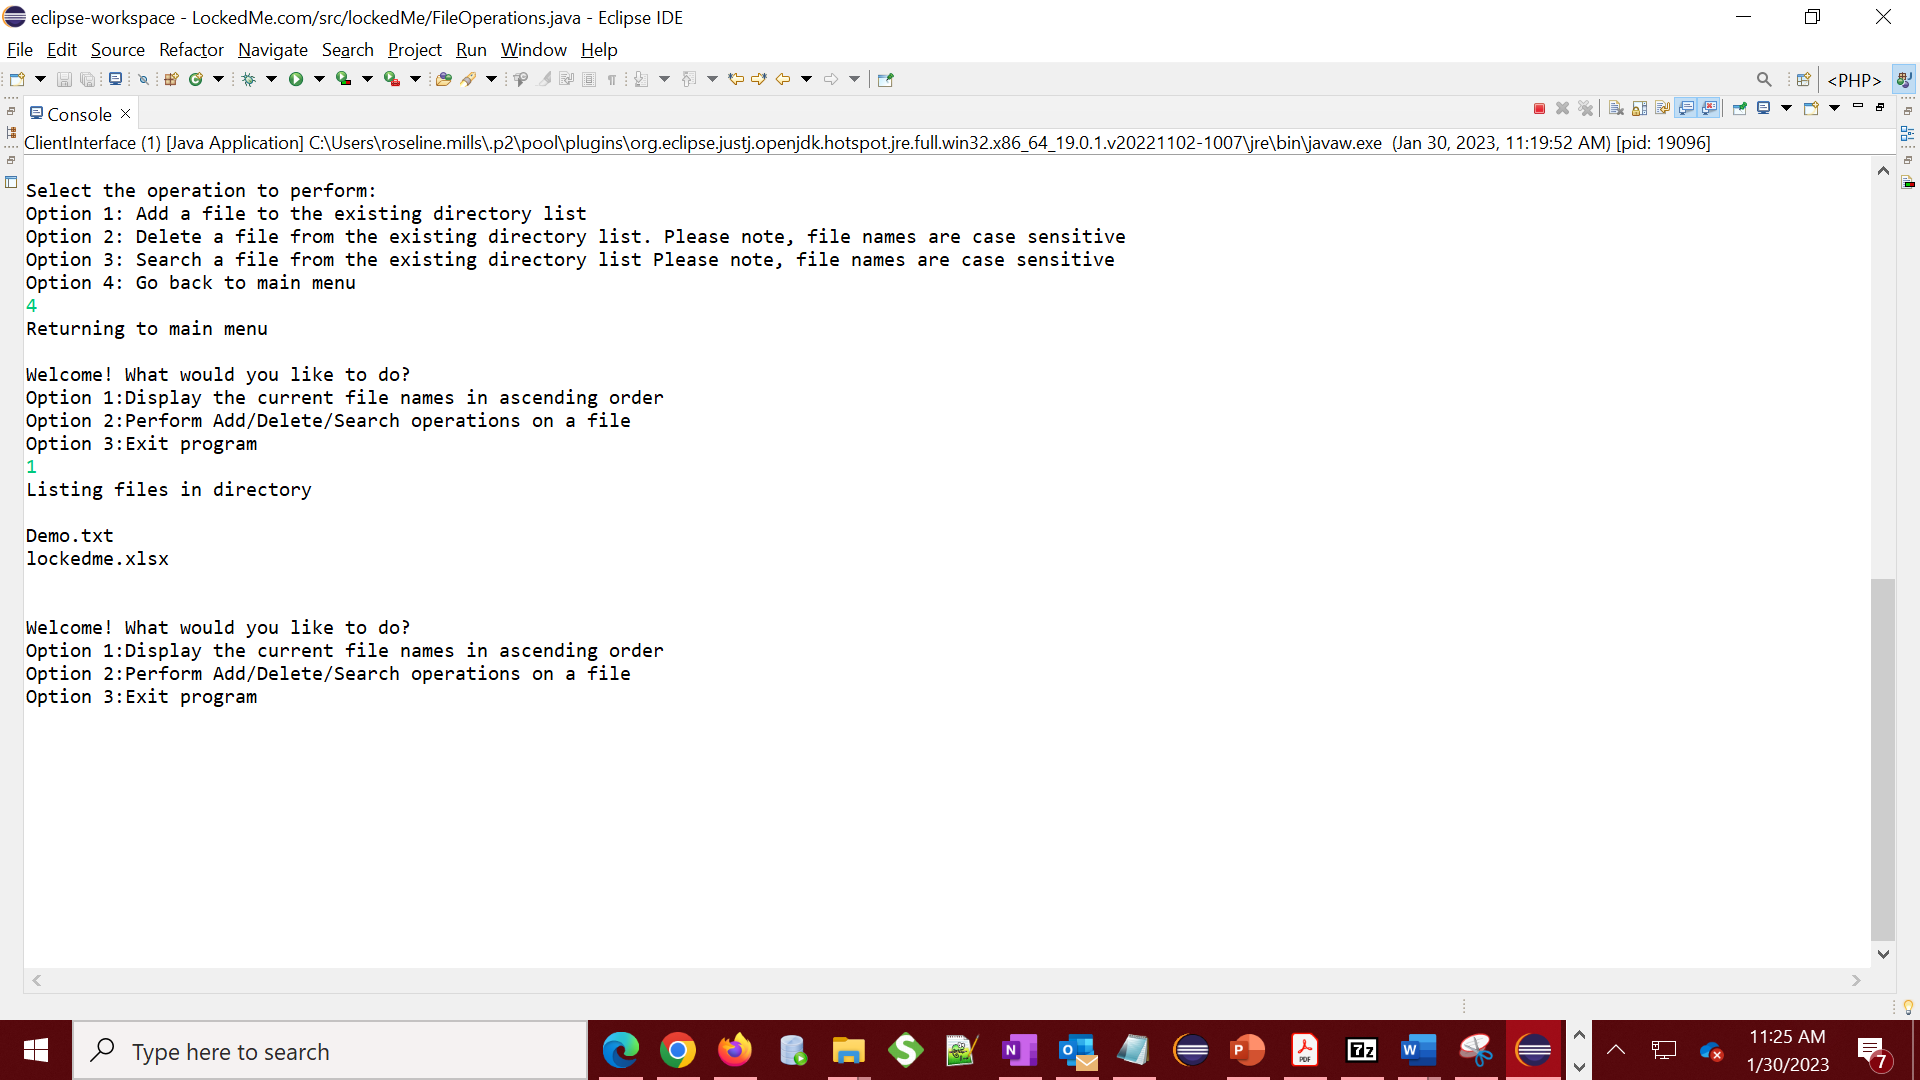 eclipse-workspace - LockedMe.com/src/lockedMe/FileOperations.java - Eclipse IDE
File Edit Source Refactor Navigate Search Project Run Window Help
<PHP>
Console
ClientInterface (1) [Java Application] C:\Users\roseline.mills\.p2\pool\plugins\org.eclipse.justj.openjdk.hotspot.jre.full.win32.x86_64_19.0.1.v20221102-1007\jre\bin\javaw.exe (Jan 30, 2023, 11:19:52 AM) [pid: 19096]
Select the operation to perform:
Option 1: Add a file to the existing directory list
Option 2: Delete a file from the existing directory list. Please note, file names are case sensitive
Option 3: Search a file from the existing directory list Please note, file names are case sensitive
Option 4: Go back to main menu
4
Returning to main menu
Welcome! What would you like to do?
Option 1:Display the current file names in ascending order
Option 2:Perform Add/Delete/Search operations on a file
Option 3:Exit program
1
Listing files in directory
Demo.txt
lockedme.xlsx
Welcome! What would you like to do?
Option 1:Display the current file names in ascending order
Option 2:Perform Add/Delete/Search operations on a file
Option 3:Exit program
Type here to search
11:25 AM
1/30/2023
7